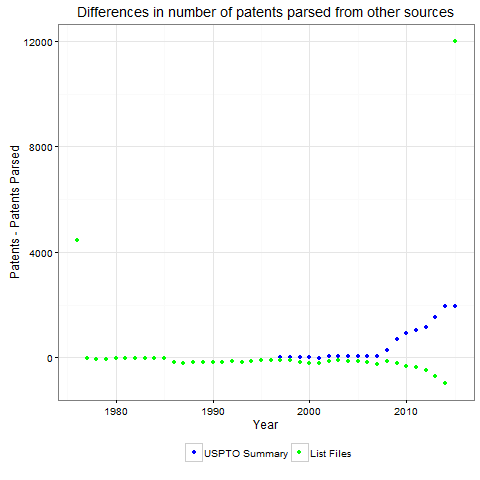 Differences in number of patents parsed from other sources
Patents - Patents Parsed
12000
8000
4000
0
1980 1990 2000 2010
Year
USPTO Summary List Files